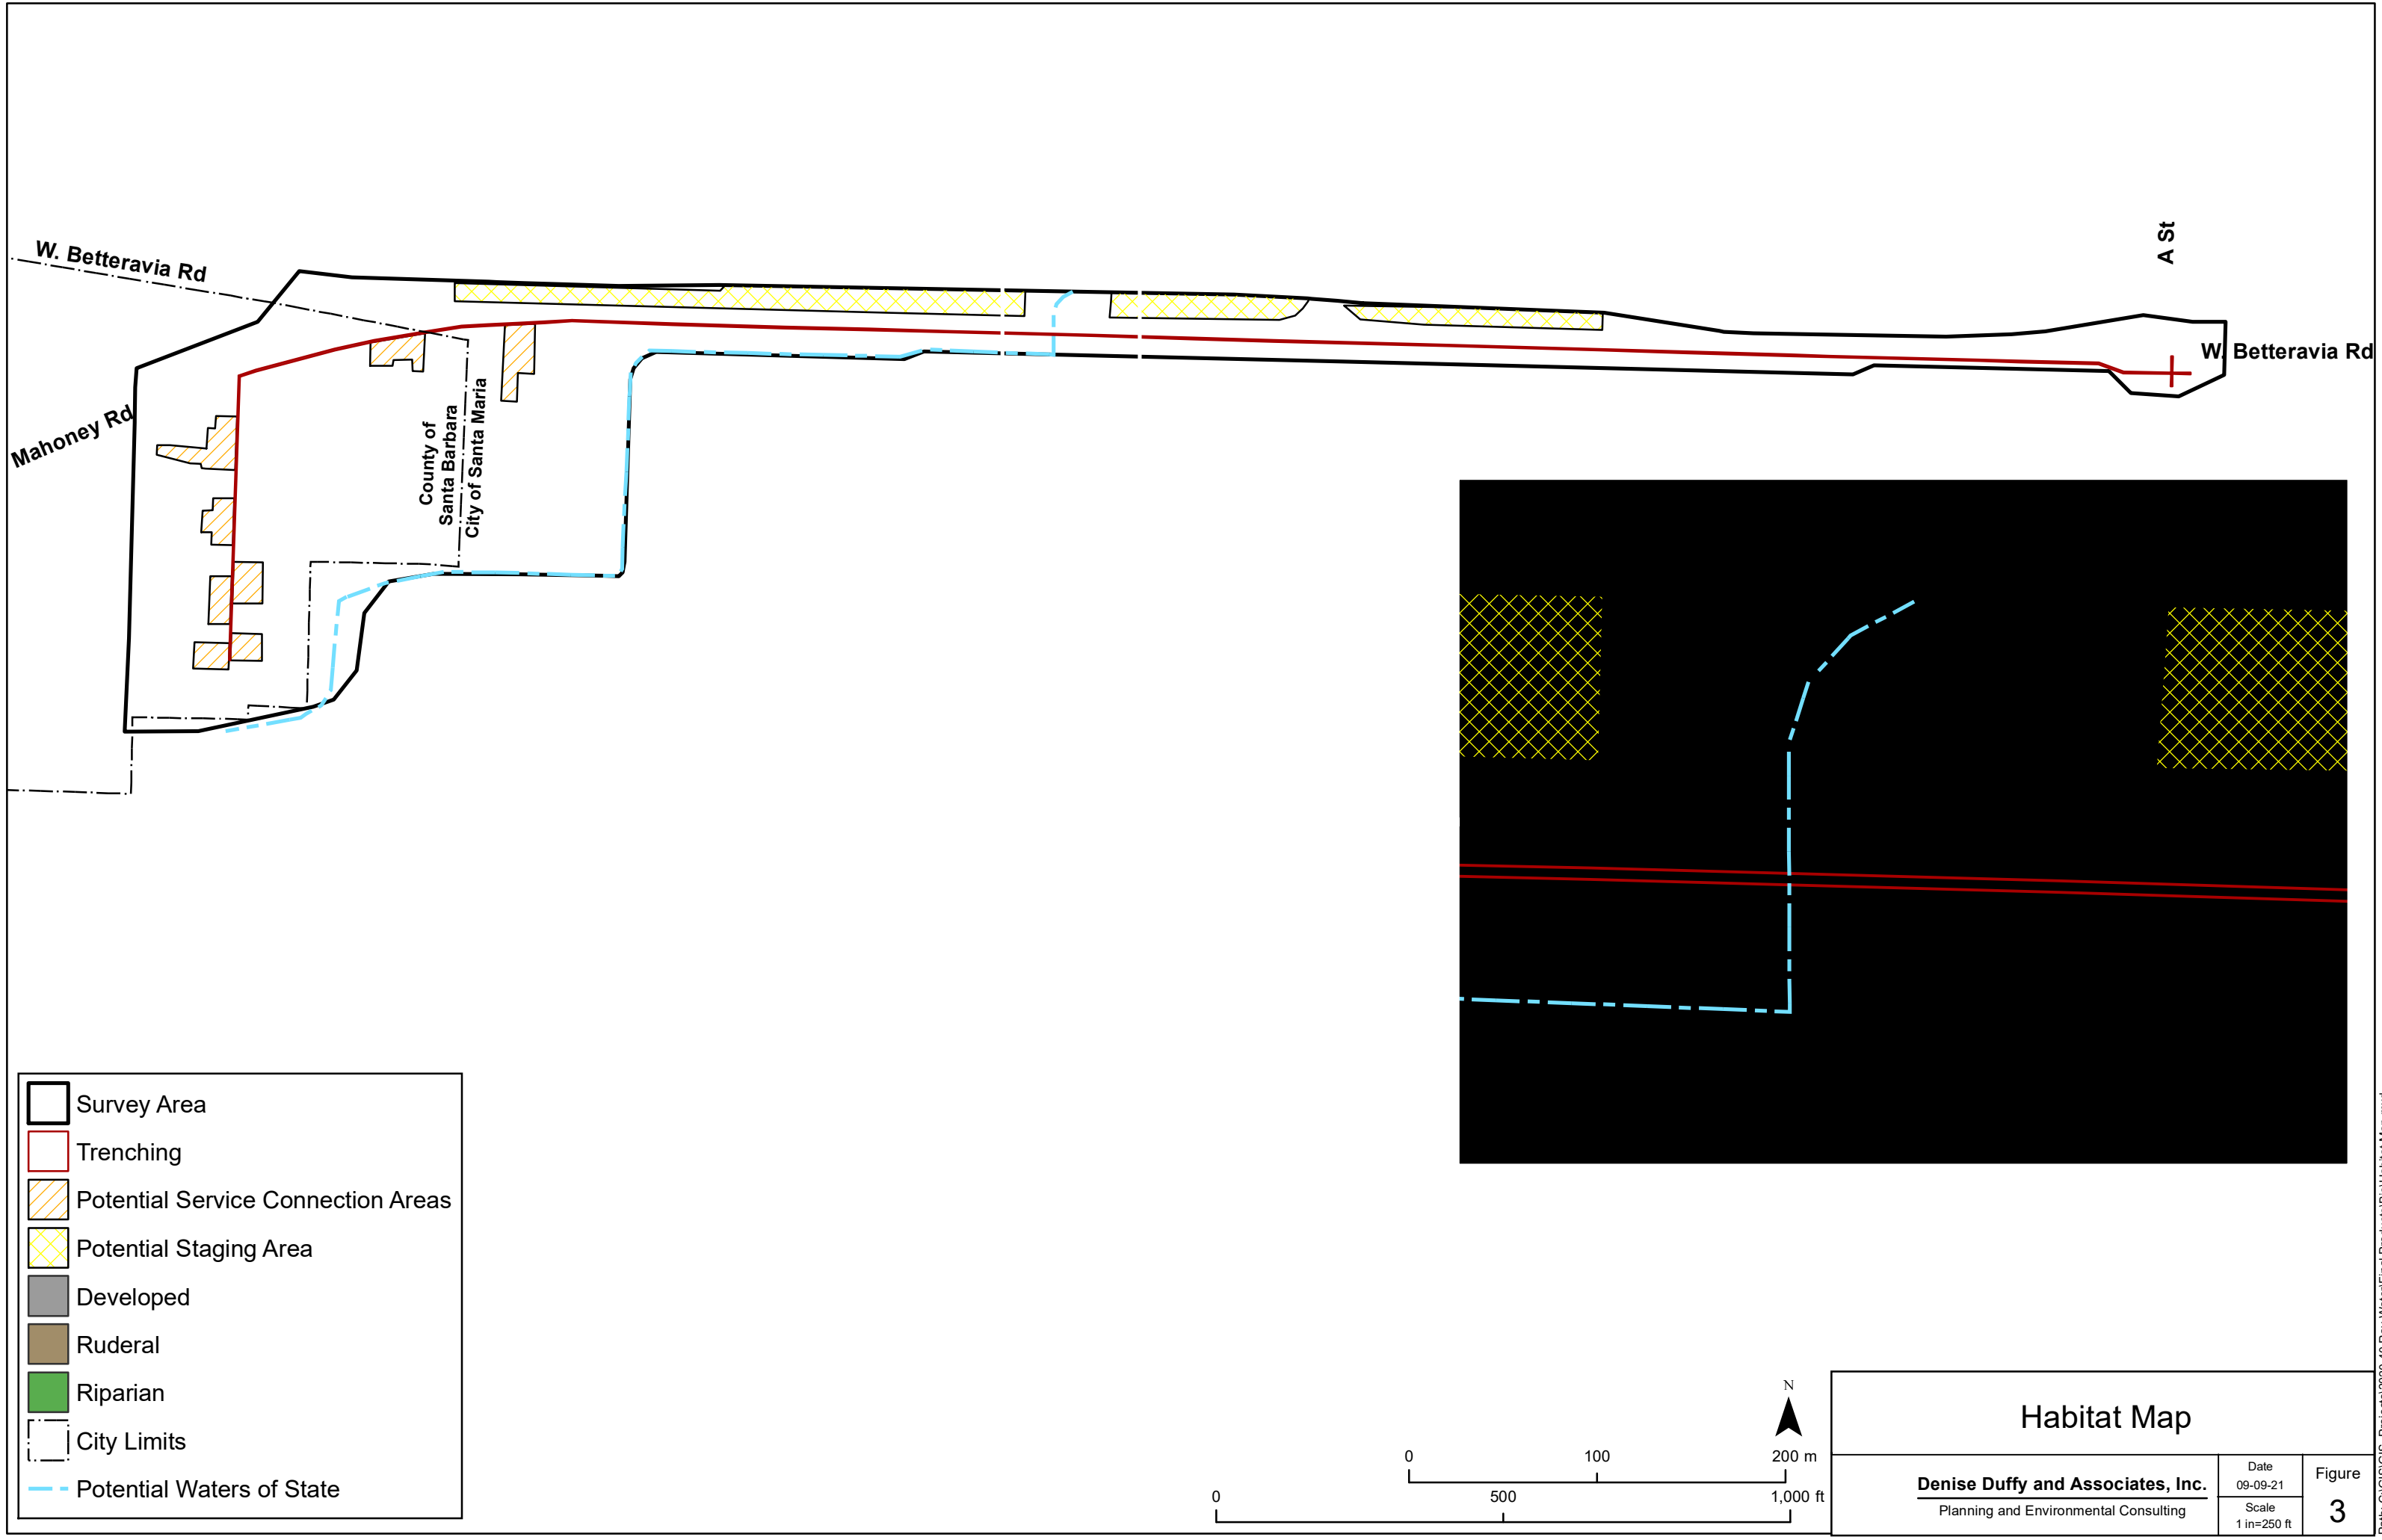 W. Betteravia Rd
A St
W. Betteravia Rd
Mahoney Rd
County of
Santa Barbara
City of Santa Maria
Survey Area
Trenching
Potential Service Connection Areas
Potential Staging Area
Developed
Ruderal
Riparian
City Limits
Potential Waters of State
N
0 100 200 m
0 500 1,000 ft
Habitat Map
Denise Duffy and Associates, Inc.
Planning and Environmental Consulting
Date
09-09-21
Scale
1 in=250 ft
Figure
3